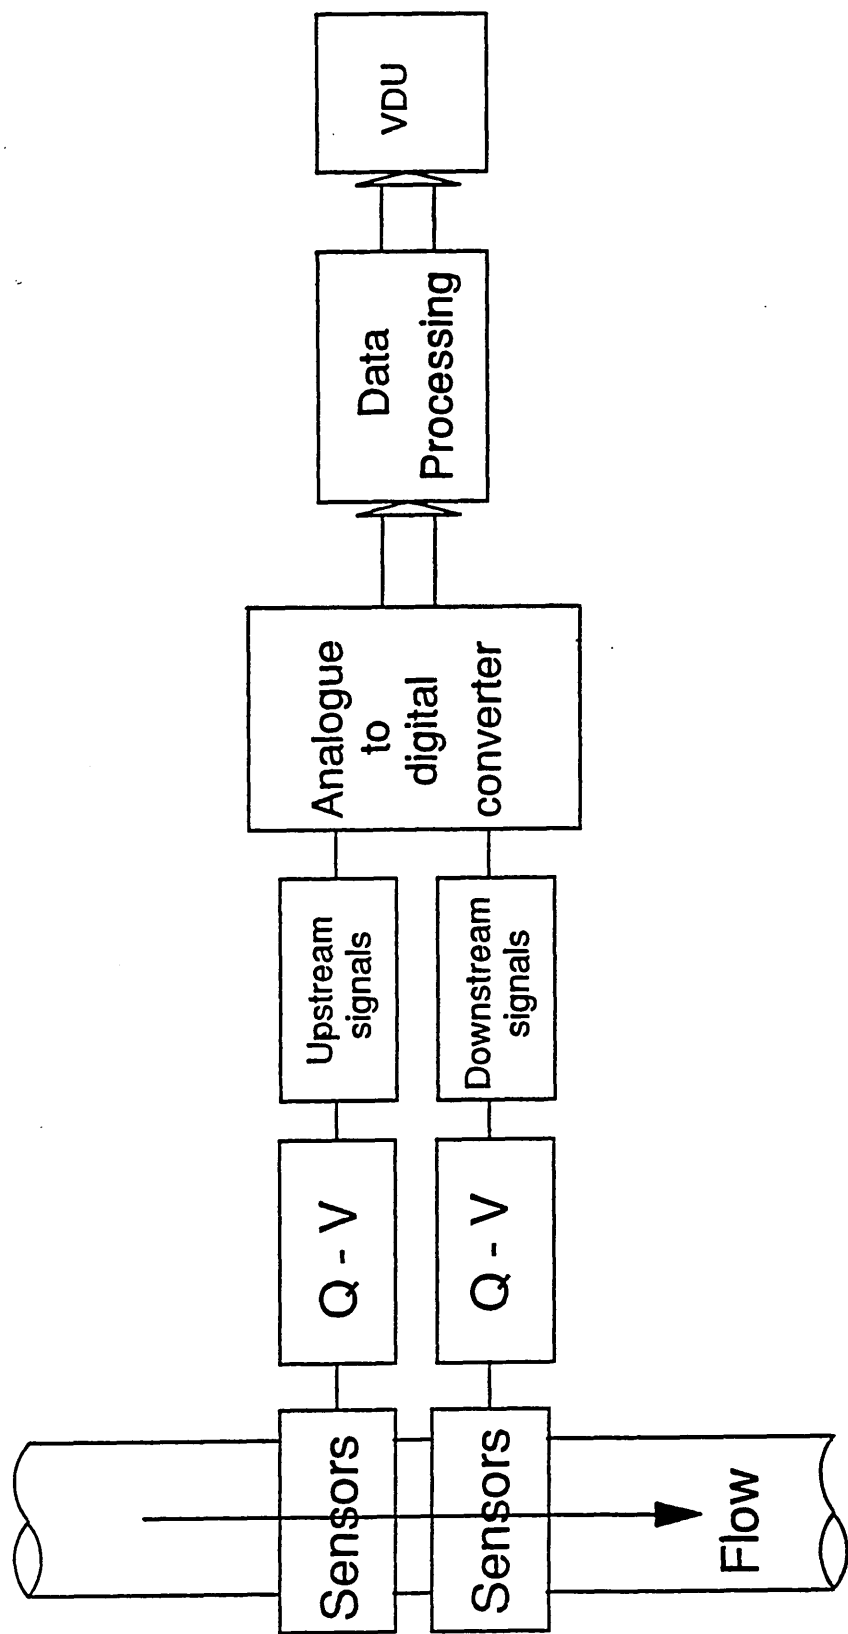 Sensors
Sensors
Flow
Q - V
Q - V
Upstream
signals
Downstream
signals
Analogue
to
digital
converter
Data
Processing
VDU